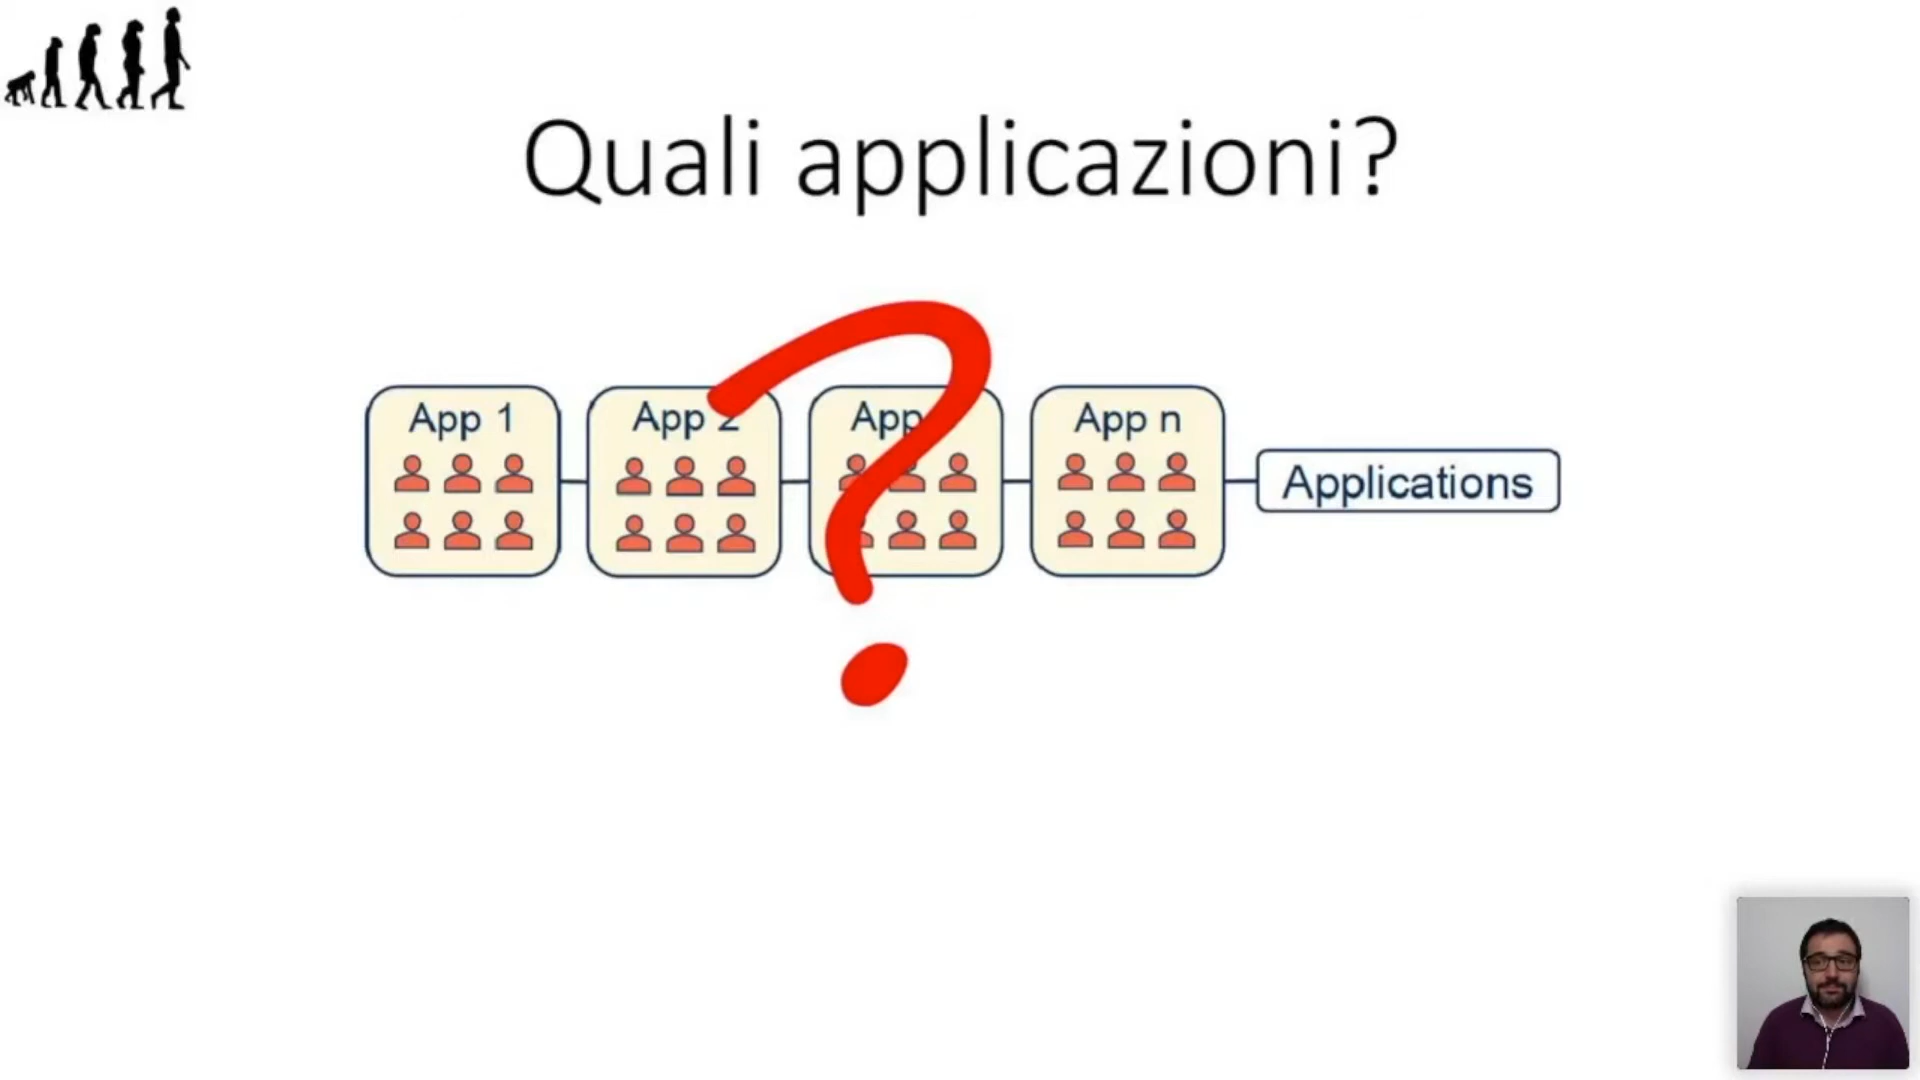 Quali applicazioni?
App 1
App 2
App
App n
Applications